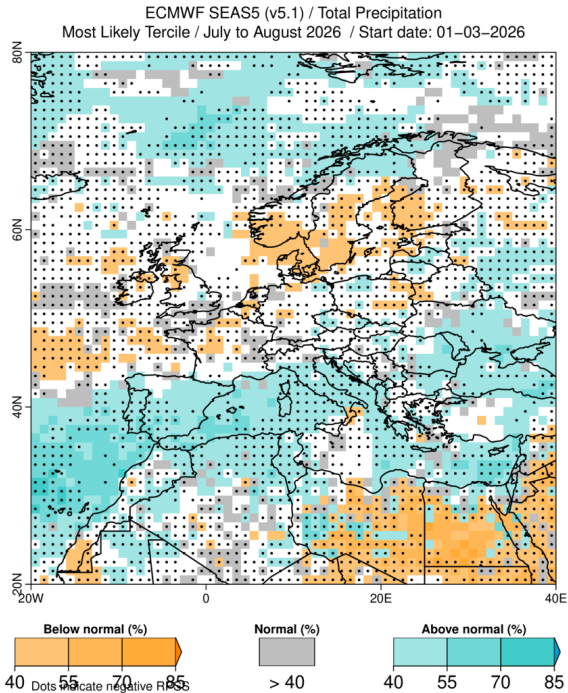 ECMWF SEAS5 (v5.1) / Total Precipitation
Most Likely Tercile / July to August 2026 / Start date: 01−03−2026
80N
60N
40N
20N
20W 0 20E 40E
Below normal (%) Normal (%) Above normal (%)
40 55 70 85 > 40 40 55 70 85
Dots indicate negative RPSS